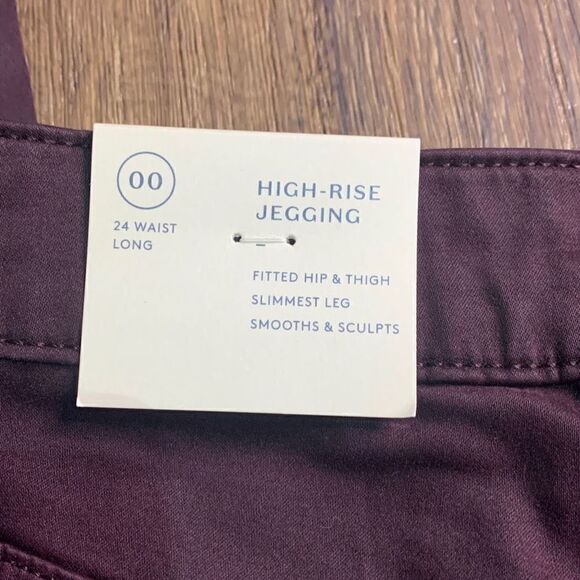 00
24 WAIST
LONG
HIGH-RISE
JEGGING
FITTED HIP & THIGH
SLIMMEST LEG
SMOOTHS & SCULPTS